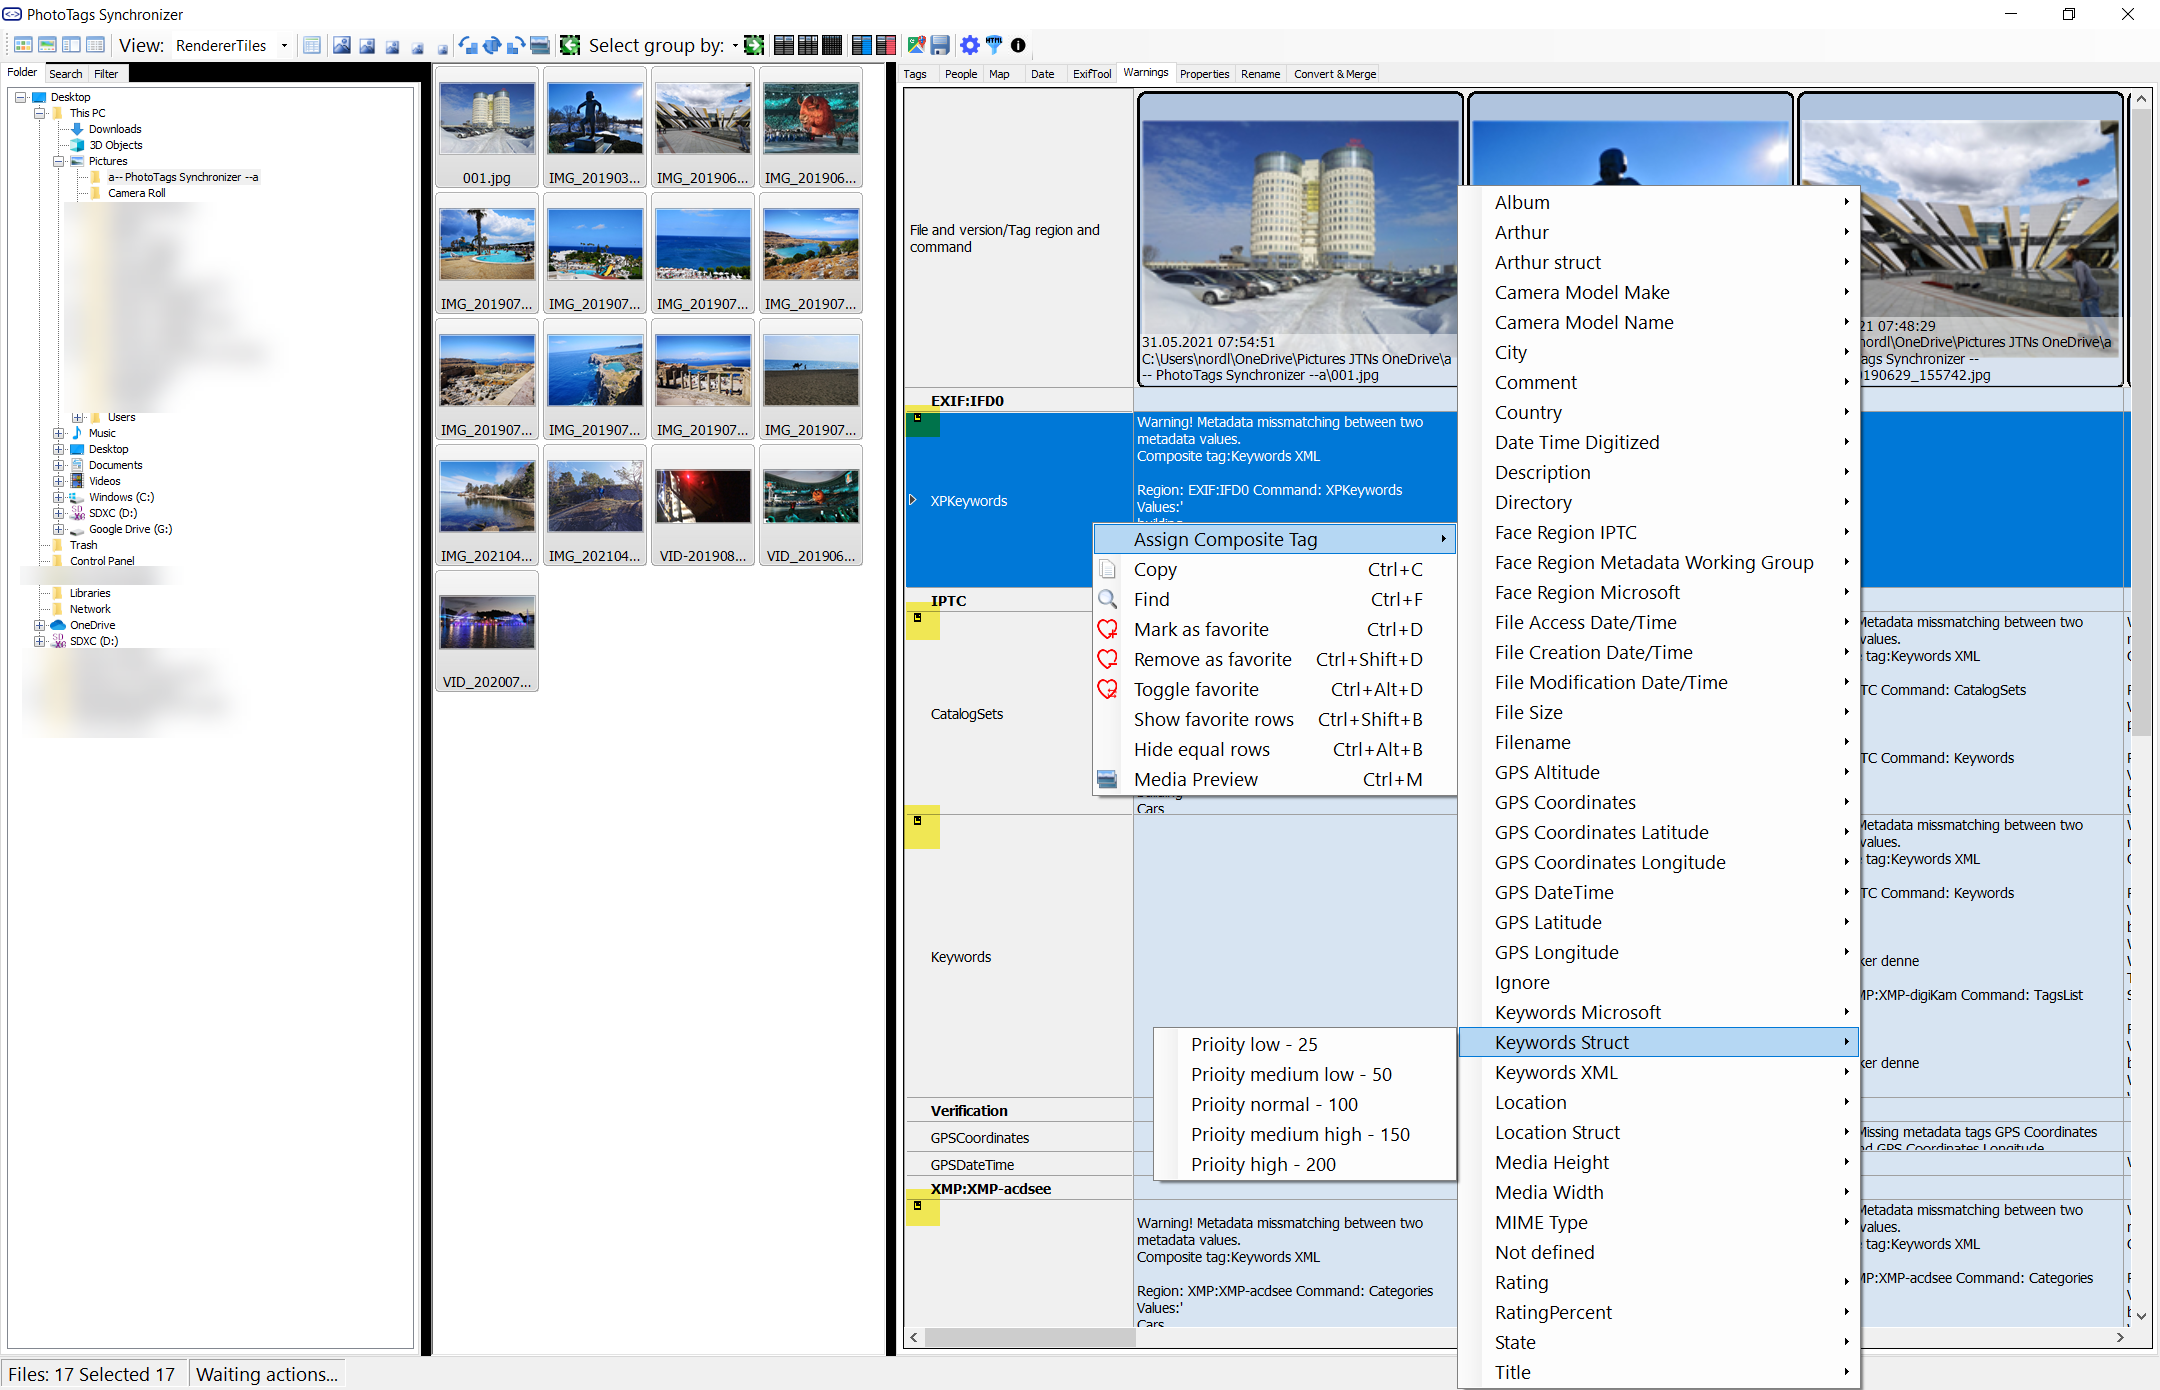 PhotoTags Synchronizer
View: RendererTiles
Select group by:
Folder
Search
Filter
Desktop
This PC
Downloads
3D Objects
Pictures
a-- PhotoTags Synchronizer --a
Camera Roll
Users
Music
Desktop
Documents
Videos
Windows (C:)
SDXC (D:)
Google Drive (G:)
Trash
Control Panel
Libraries
Network
OneDrive
SDXC (D:)
001.jpg
IMG_201903...
IMG_201906...
IMG_201906...
IMG_201907...
IMG_201907...
IMG_201907...
IMG_201907...
IMG_201907...
IMG_201907...
IMG_201907...
IMG_201907...
IMG_202104...
IMG_202104...
VID-201908...
VID_201906...
VID_202007...
Tags
People
Map
Date
ExifTool
Warnings
Properties
Rename
Convert & Merge
File and version/Tag region and
command
31.05.2021 07:54:51
C:\Users\nordl\OneDrive\Pictures JTNs OneDrive\a
-- PhotoTags Synchronizer --a\001.jpg
21 07:48:29
nordl\OneDrive\Pictures JTNs OneDrive\a
ags Synchronizer --
190629_155742.jpg
EXIF:IFD0
XPKeywords
Warning! Metadata missmatching between two
metadata values.
Composite tag:Keywords XML
Region: EXIF:IFD0 Command: XPKeywords
Values:'
building
Assign Composite Tag
Copy Ctrl+C
Find Ctrl+F
Mark as favorite Ctrl+D
Remove as favorite Ctrl+Shift+D
Toggle favorite Ctrl+Alt+D
Show favorite rows Ctrl+Shift+B
Hide equal rows Ctrl+Alt+B
Media Preview Ctrl+M
IPTC
CatalogSets
building
Cars
Keywords
Verification
GPSCoordinates
GPSDateTime
XMP:XMP-acdsee
Warning! Metadata missmatching between two
metadata values.
Composite tag:Keywords XML
Region: XMP:XMP-acdsee Command: Categories
Values:'
Cars
Prioity low - 25
Prioity medium low - 50
Prioity normal - 100
Prioity medium high - 150
Prioity high - 200
Album
Arthur
Arthur struct
Camera Model Make
Camera Model Name
City
Comment
Country
Date Time Digitized
Description
Directory
Face Region IPTC
Face Region Metadata Working Group
Face Region Microsoft
File Access Date/Time
File Creation Date/Time
File Modification Date/Time
File Size
Filename
GPS Altitude
GPS Coordinates
GPS Coordinates Latitude
GPS Coordinates Longitude
GPS DateTime
GPS Latitude
GPS Longitude
Ignore
Keywords Microsoft
Keywords Struct
Keywords XML
Location
Location Struct
Media Height
Media Width
MIME Type
Not defined
Rating
RatingPercent
State
Title
Metadata missmatching between two
values.
tag:Keywords XML
TC Command: CatalogSets
TC Command: Keywords
Metadata missmatching between two
values.
tag:Keywords XML
TC Command: Keywords
ker denne
MP:XMP-digiKam Command: TagsList
ker denne
Missing metadata tags GPS Coordinates
nd GPS Coordinates Longitude
Metadata missmatching between two
values.
tag:Keywords XML
MP:XMP-acdsee Command: Categories
Files: 17 Selected 17
Waiting actions...